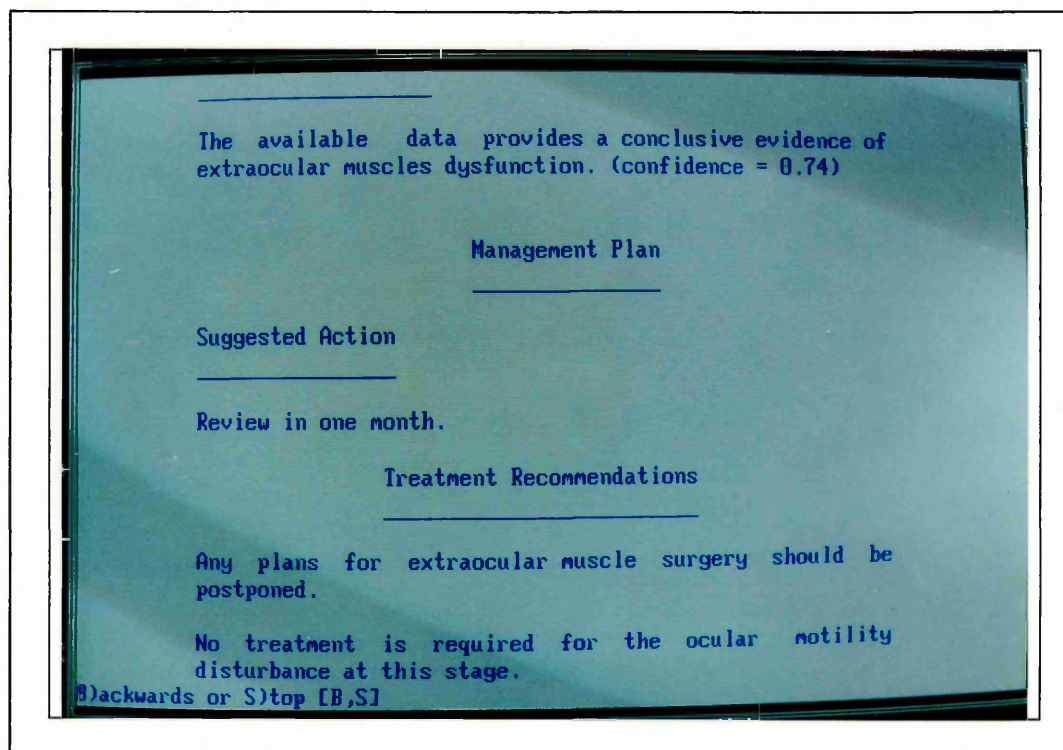 The available data provides a conclusive evidence of
extraocular muscles dysfunction. (confidence = 0.74)
Management Plan
Suggested Action
Review in one month.
Treatment Recommendations
Any plans for extraocular muscle surgery should be
postponed.
No treatment is required for the ocular motility
disturbance at this stage.
B)ackwards or S)top [B,S]